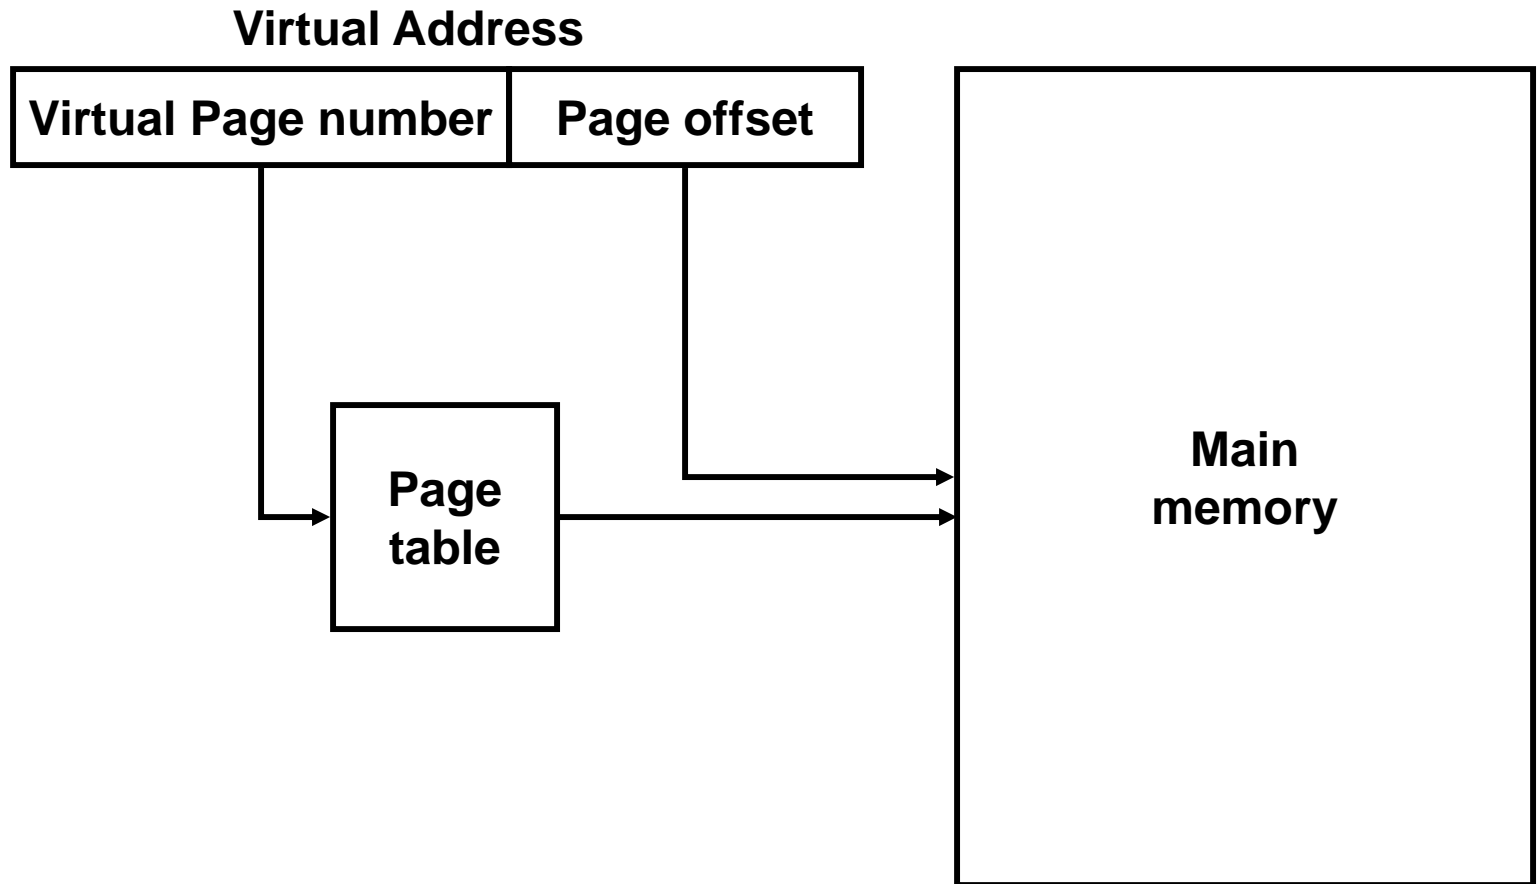 Virtual Address
Virtual Page number
Page offset
Page
table
Main
memory